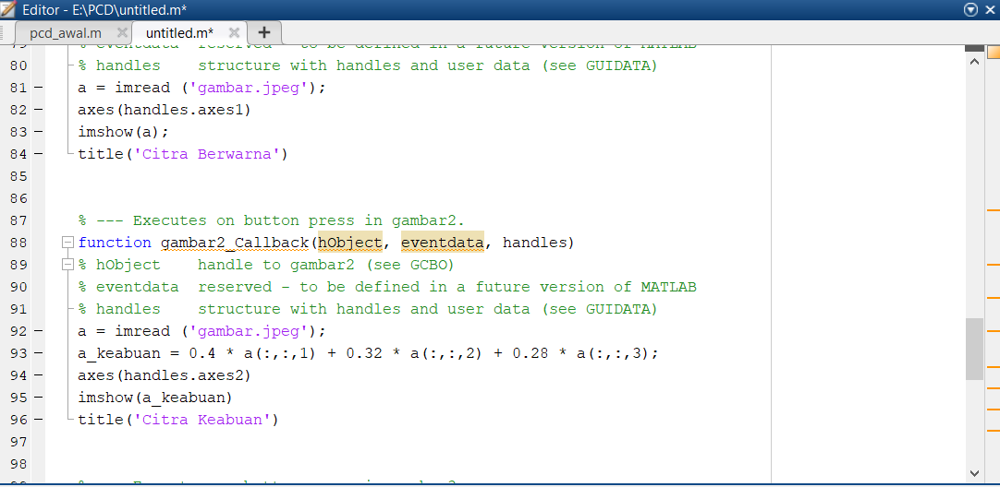 Editor - E:\PCD\untitled.m*
pcd_awal.m × untitled.m* × +
79 % eventdata reserved - to be defined in a future version of MATLAB
80 % handles structure with handles and user data (see GUIDATA)
81 - a = imread ('gambar.jpeg');
82 - axes(handles.axes1)
83 - imshow(a);
84 - title('Citra Berwarna')
85
86
87 % --- Executes on button press in gambar2.
88 function gambar2_Callback(hObject, eventdata, handles)
89 % hObject handle to gambar2 (see GCBO)
90 % eventdata reserved - to be defined in a future version of MATLAB
91 % handles structure with handles and user data (see GUIDATA)
92 - a = imread ('gambar.jpeg');
93 - a_keabuan = 0.4 * a(:,:,1) + 0.32 * a(:,:,2) + 0.28 * a(:,:,3);
94 - axes(handles.axes2)
95 - imshow(a_keabuan)
96 - title('Citra Keabuan')
97
98